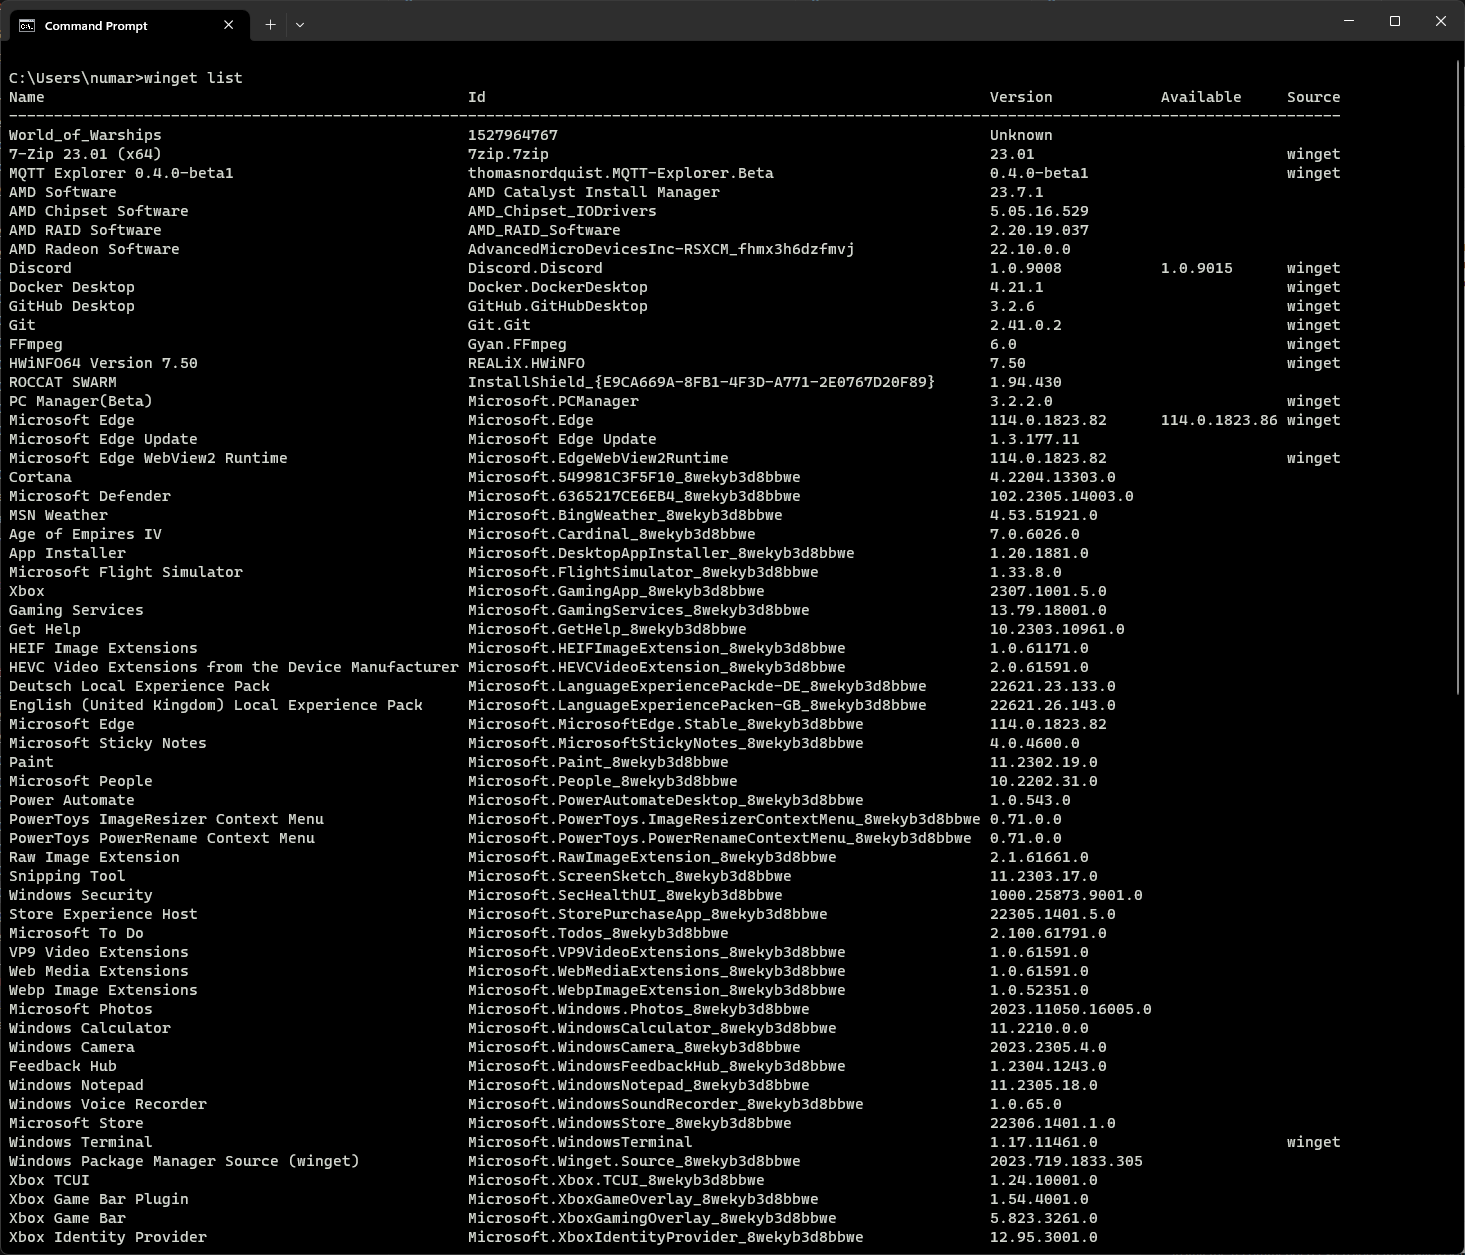 Command Prompt
C:\Users\numar>winget list
Name Id Version Available Source
World_of_Warships 1527964767 Unknown
7-Zip 23.01 (x64) 7zip.7zip 23.01 winget
MQTT Explorer 0.4.0-beta1 thomasnordquist.MQTT-Explorer.Beta 0.4.0-beta1 winget
AMD Software AMD Catalyst Install Manager 23.7.1
AMD Chipset Software AMD_Chipset_IODrivers 5.05.16.529
AMD RAID Software AMD_RAID_Software 2.20.19.037
AMD Radeon Software AdvancedMicroDevicesInc-RSXCM_fhmx3h6dzfmvj 22.10.0.0
Discord Discord.Discord 1.0.9008 1.0.9015 winget
Docker Desktop Docker.DockerDesktop 4.21.1 winget
GitHub Desktop GitHub.GitHubDesktop 3.2.6 winget
Git Git.Git 2.41.0.2 winget
FFmpeg Gyan.FFmpeg 6.0 winget
HWiNFO64 Version 7.50 REALiX.HWiNFO 7.50 winget
ROCCAT SWARM InstallShield_{E9CA669A-8FB1-4F3D-A771-2E0767D20F89} 1.94.430
PC Manager(Beta) Microsoft.PCManager 3.2.2.0 winget
Microsoft Edge Microsoft.Edge 114.0.1823.82 114.0.1823.86 winget
Microsoft Edge Update Microsoft Edge Update 1.3.177.11
Microsoft Edge WebView2 Runtime Microsoft.EdgeWebView2Runtime 114.0.1823.82 winget
Cortana Microsoft.549981C3F5F10_8wekyb3d8bbwe 4.2204.13303.0
Microsoft Defender Microsoft.6365217CE6EB4_8wekyb3d8bbwe 102.2305.14003.0
MSN Weather Microsoft.BingWeather_8wekyb3d8bbwe 4.53.51921.0
Age of Empires IV Microsoft.Cardinal_8wekyb3d8bbwe 7.0.6026.0
App Installer Microsoft.DesktopAppInstaller_8wekyb3d8bbwe 1.20.1881.0
Microsoft Flight Simulator Microsoft.FlightSimulator_8wekyb3d8bbwe 1.33.8.0
Xbox Microsoft.GamingApp_8wekyb3d8bbwe 2307.1001.5.0
Gaming Services Microsoft.GamingServices_8wekyb3d8bbwe 13.79.18001.0
Get Help Microsoft.GetHelp_8wekyb3d8bbwe 10.2303.10961.0
HEIF Image Extensions Microsoft.HEIFImageExtension_8wekyb3d8bbwe 1.0.61171.0
HEVC Video Extensions from the Device Manufacturer Microsoft.HEVCVideoExtension_8wekyb3d8bbwe 2.0.61591.0
Deutsch Local Experience Pack Microsoft.LanguageExperiencePackde-DE_8wekyb3d8bbwe 22621.23.133.0
English (United Kingdom) Local Experience Pack Microsoft.LanguageExperiencePacken-GB_8wekyb3d8bbwe 22621.26.143.0
Microsoft Edge Microsoft.MicrosoftEdge.Stable_8wekyb3d8bbwe 114.0.1823.82
Microsoft Sticky Notes Microsoft.MicrosoftStickyNotes_8wekyb3d8bbwe 4.0.4600.0
Paint Microsoft.Paint_8wekyb3d8bbwe 11.2302.19.0
Microsoft People Microsoft.People_8wekyb3d8bbwe 10.2202.31.0
Power Automate Microsoft.PowerAutomateDesktop_8wekyb3d8bbwe 1.0.543.0
PowerToys ImageResizer Context Menu Microsoft.PowerToys.ImageResizerContextMenu_8wekyb3d8bbwe 0.71.0.0
PowerToys PowerRename Context Menu Microsoft.PowerToys.PowerRenameContextMenu_8wekyb3d8bbwe 0.71.0.0
Raw Image Extension Microsoft.RawImageExtension_8wekyb3d8bbwe 2.1.61661.0
Snipping Tool Microsoft.ScreenSketch_8wekyb3d8bbwe 11.2303.17.0
Windows Security Microsoft.SecHealthUI_8wekyb3d8bbwe 1000.25873.9001.0
Store Experience Host Microsoft.StorePurchaseApp_8wekyb3d8bbwe 22305.1401.5.0
Microsoft To Do Microsoft.Todos_8wekyb3d8bbwe 2.100.61791.0
VP9 Video Extensions Microsoft.VP9VideoExtensions_8wekyb3d8bbwe 1.0.61591.0
Web Media Extensions Microsoft.WebMediaExtensions_8wekyb3d8bbwe 1.0.61591.0
Webp Image Extensions Microsoft.WebpImageExtension_8wekyb3d8bbwe 1.0.52351.0
Microsoft Photos Microsoft.Windows.Photos_8wekyb3d8bbwe 2023.11050.16005.0
Windows Calculator Microsoft.WindowsCalculator_8wekyb3d8bbwe 11.2210.0.0
Windows Camera Microsoft.WindowsCamera_8wekyb3d8bbwe 2023.2305.4.0
Feedback Hub Microsoft.WindowsFeedbackHub_8wekyb3d8bbwe 1.2304.1243.0
Windows Notepad Microsoft.WindowsNotepad_8wekyb3d8bbwe 11.2305.18.0
Windows Voice Recorder Microsoft.WindowsSoundRecorder_8wekyb3d8bbwe 1.0.65.0
Microsoft Store Microsoft.WindowsStore_8wekyb3d8bbwe 22306.1401.1.0
Windows Terminal Microsoft.WindowsTerminal 1.17.11461.0 winget
Windows Package Manager Source (winget) Microsoft.Winget.Source_8wekyb3d8bbwe 2023.719.1833.305
Xbox TCUI Microsoft.Xbox.TCUI_8wekyb3d8bbwe 1.24.10001.0
Xbox Game Bar Plugin Microsoft.XboxGameOverlay_8wekyb3d8bbwe 1.54.4001.0
Xbox Game Bar Microsoft.XboxGamingOverlay_8wekyb3d8bbwe 5.823.3261.0
Xbox Identity Provider Microsoft.XboxIdentityProvider_8wekyb3d8bbwe 12.95.3001.0